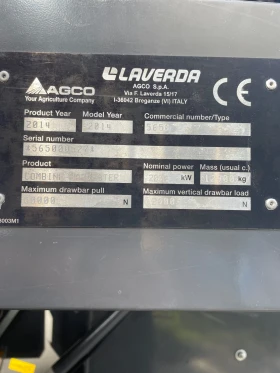 AGCO
Your Agriculture Company
LAVERDA
AGCO S.p.A.
Via F. Laverda 15/17
I-36042 Breganze (VI) ITALY
CE
Product Year Model Year Commercial number/Type
2014 2014
Serial number
Product Nominal power Mass (usual c.)
COMBINE HARVESTER kW kg
Maximum drawbar pull Maximum vertical drawbar load
N N